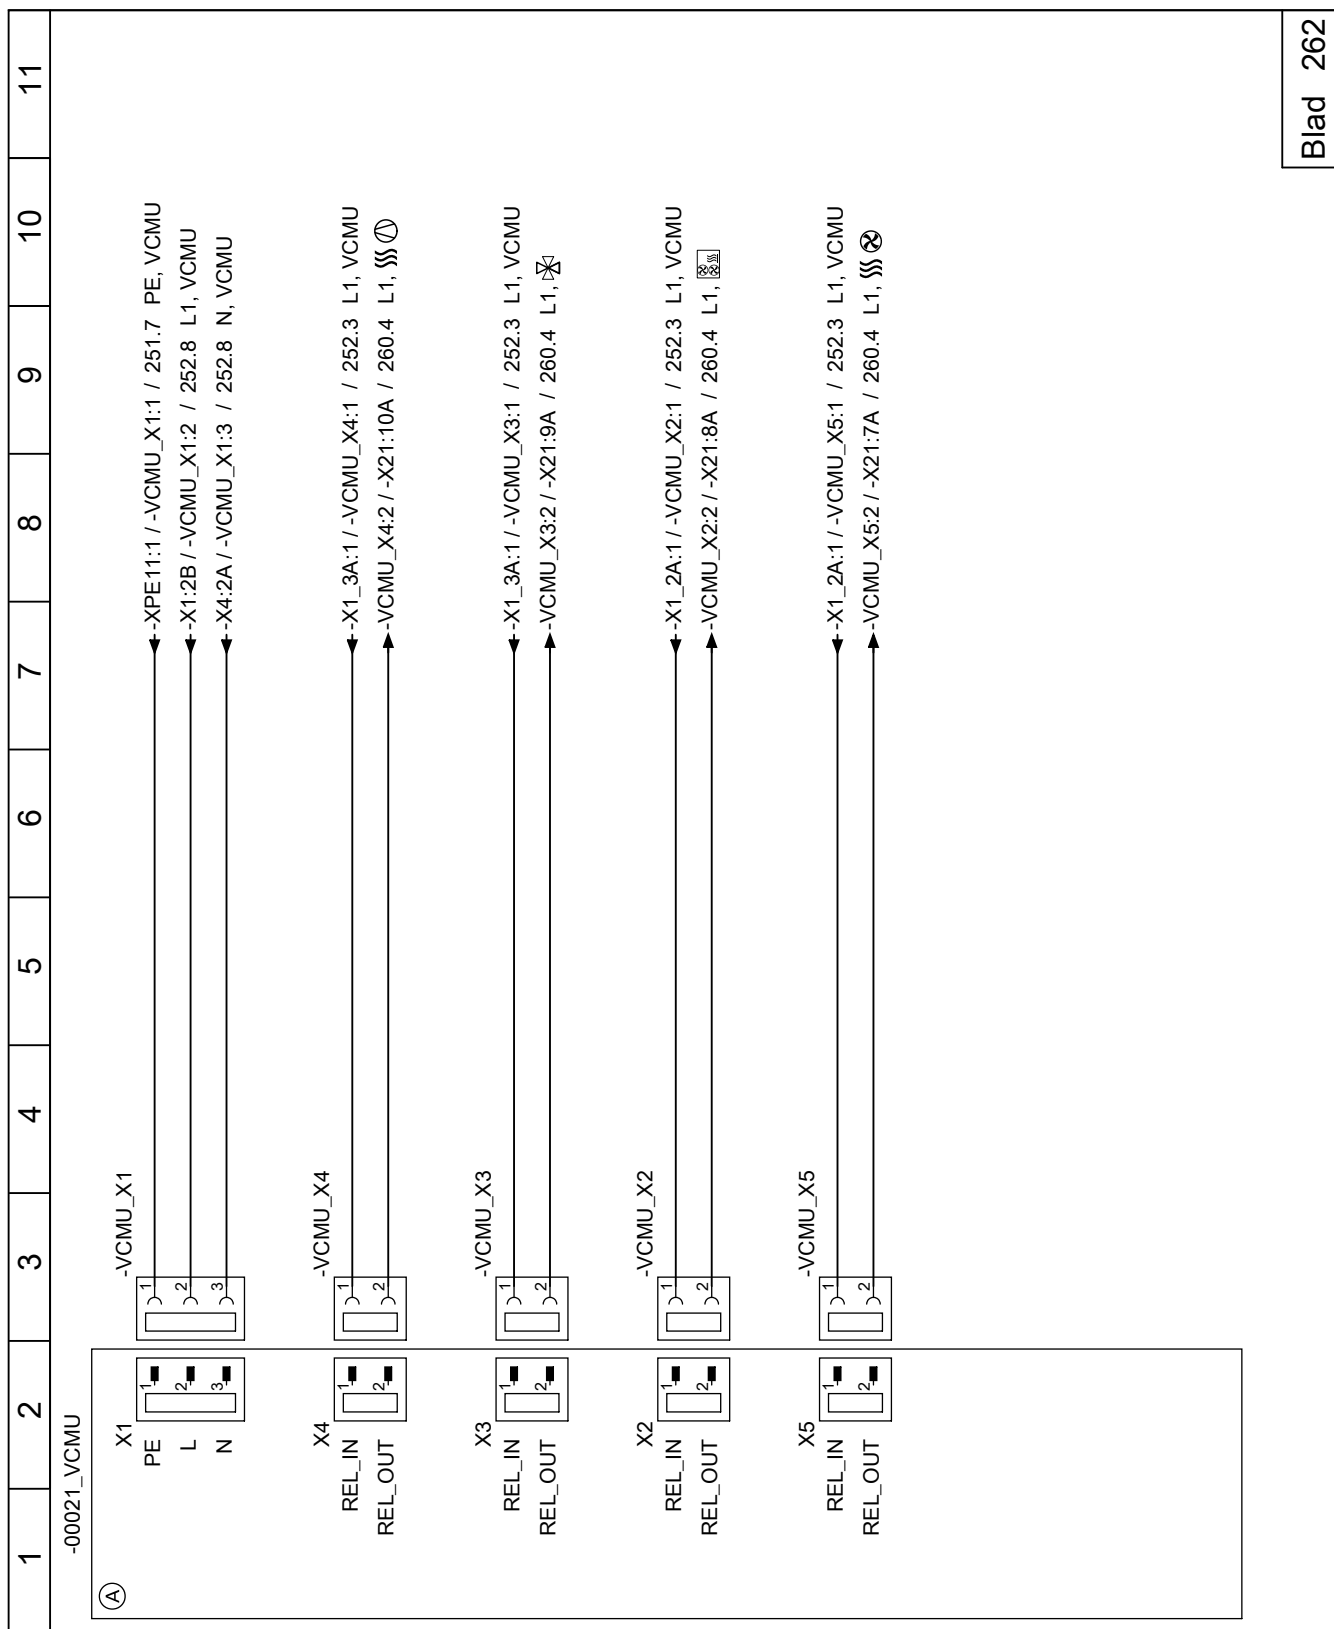 1 2 3 4 5 6 7 8 9 10 11
-00021_VCMU
A
X1
PE 1
L 2
N 3
-VCMU_X1
1 -XPE11:1 / -VCMU_X1:1 / 251.7 PE, VCMU
2 -X1:2B / -VCMU_X1:2 / 252.8 L1, VCMU
3 -X4:2A / -VCMU_X1:3 / 252.8 N, VCMU
X4
REL_IN 1
REL_OUT 2
-VCMU_X4
1 -X1_3A:1 / -VCMU_X4:1 / 252.3 L1, VCMU
2 -VCMU_X4:2 / -X21:10A / 260.4 L1,
X3
REL_IN 1
REL_OUT 2
-VCMU_X3
1 -X1_3A:1 / -VCMU_X3:1 / 252.3 L1, VCMU
2 -VCMU_X3:2 / -X21:9A / 260.4 L1,
X2
REL_IN 1
REL_OUT 2
-VCMU_X2
1 -X1_2A:1 / -VCMU_X2:1 / 252.3 L1, VCMU
2 -VCMU_X2:2 / -X21:8A / 260.4 L1,
X5
REL_IN 1
REL_OUT 2
-VCMU_X5
1 -X1_2A:1 / -VCMU_X5:1 / 252.3 L1, VCMU
2 -VCMU_X5:2 / -X21:7A / 260.4 L1,
Blad 262